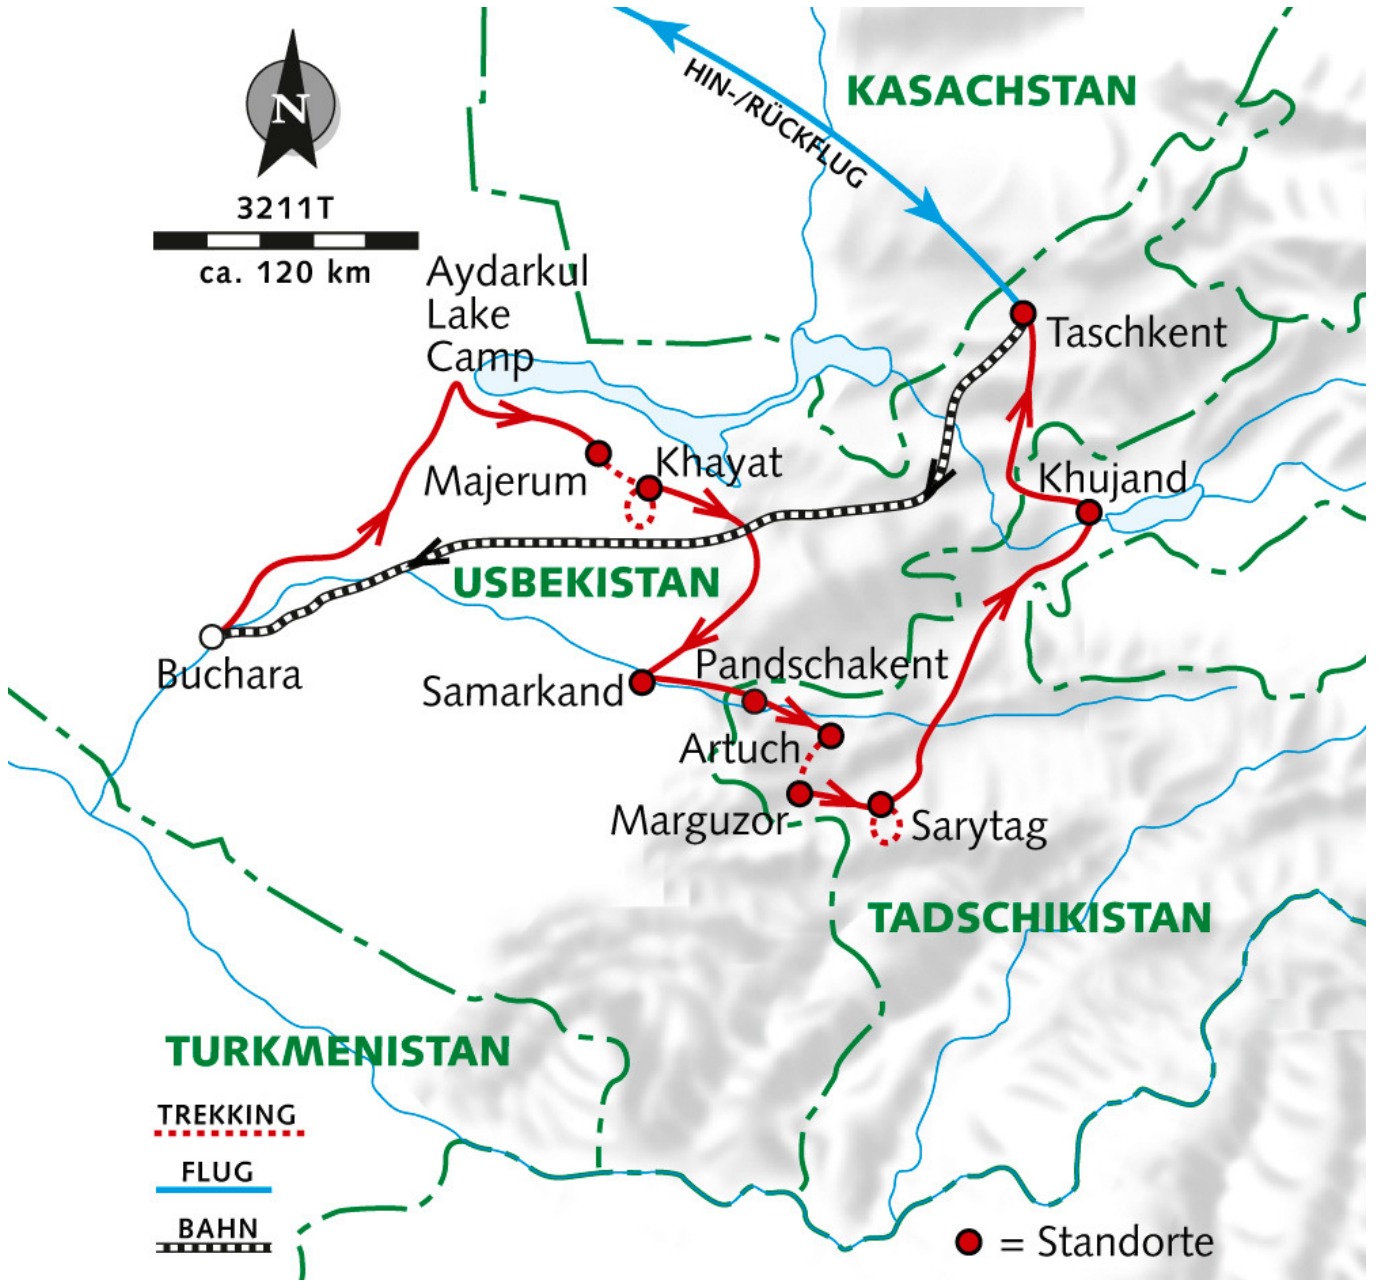 HIN-/RÜCKFLUG
KASACHSTAN
N
3211T
ca. 120 km
Aydarkul
Lake
Camp
Taschkent
Majerum
Khayat
Khujand
USBEKISTAN
Buchara
Samarkand
Pandschakent
Artuch
Marguzor
Sarytag
TADSCHIKISTAN
TURKMENISTAN
TREKKING
FLUG
BAHN
= Standorte